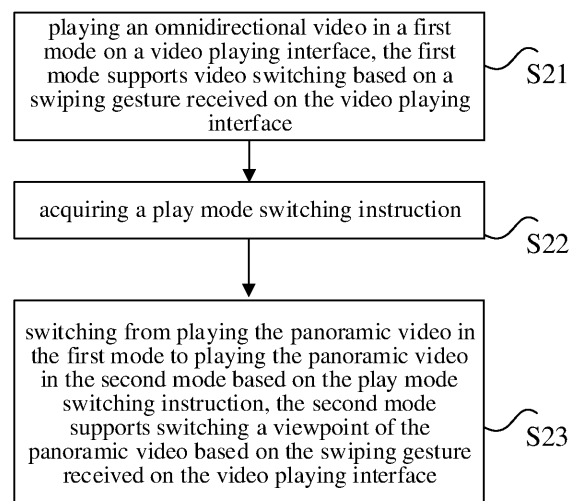 playing an omnidirectional video in a first
mode on a video playing interface, the first
mode supports video switching based on a
swiping gesture received on the video playing
interface
S21
acquiring a play mode switching instruction
S22
switching from playing the panoramic video in
the first mode to playing the panoramic video
in the second mode based on the play mode
switching instruction, the second mode
supports switching a viewpoint of the
panoramic video based on the swiping gesture
received on the video playing interface
S23